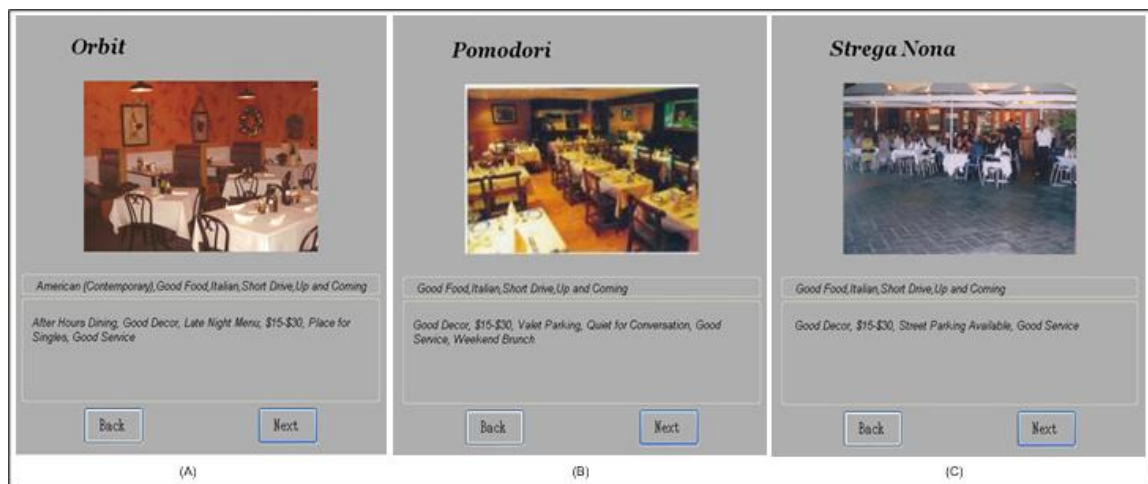 Orbit
American (Contemporary),Good Food,Italian,Short Drive,Up and Coming
After Hours Dining, Good Decor, Late Night Menu, $15-$30, Place for
Singles, Good Service
Back
Next
(A)
Pomodori
Good Food,Italian,Short Drive,Up and Coming
Good Decor, $15-$30, Valet Parking, Quiet for Conversation, Good
Service, Weekend Brunch
Back
Next
(B)
Strega Nona
Good Food,Italian,Short Drive,Up and Coming
Good Decor, $15-$30, Street Parking Available, Good Service
Back
Next
(C)